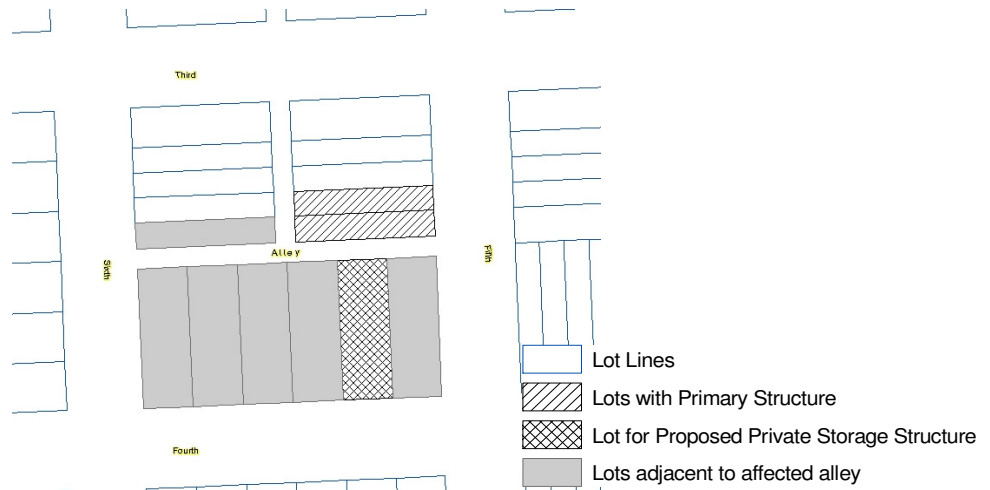 Third
Alley
Sixth
Fifth
Lot Lines
Lots with Primary Structure
Lot for Proposed Private Storage Structure
Fourth
Lots adjacent to affected alley